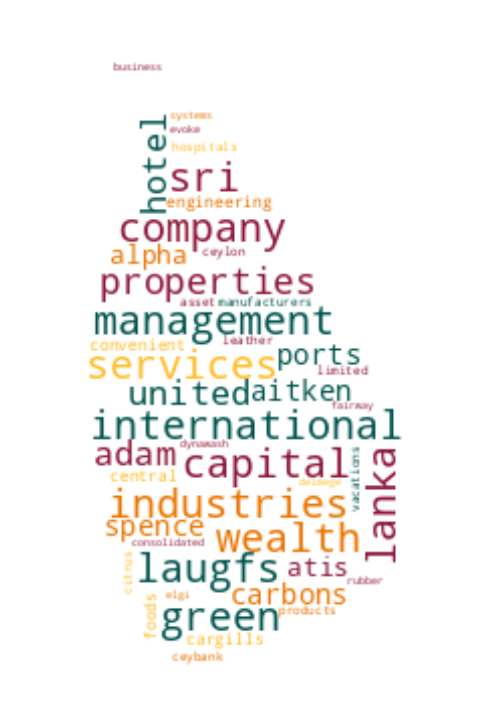 business
systems
evoke
hotel
hospitals
sri
engineering
company
ceylon
alpha
properties
asset manufacturers
management
leather
convenient
services ports
limited
united aitken
fairway
international
dynawash
adam capital
lanka
central
vacations
delmege
industries
spence wealth
consolidated
laugfs atis
citrus
rubber
elgi carbons
foods green products
cargills
ceybank